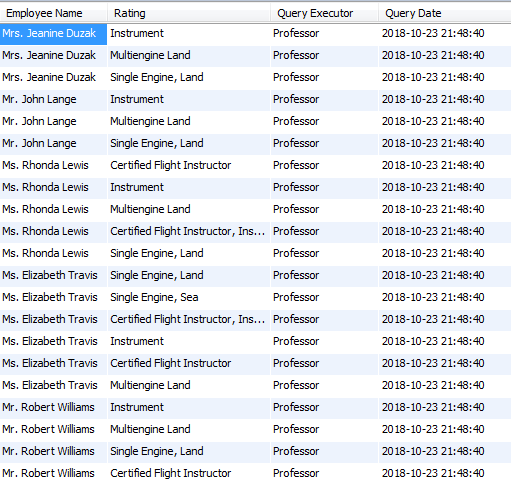 Employee Name Rating Query Executor Query Date
Mrs. Jeanine Duzak Instrument Professor 2018-10-23 21:48:40
Mrs. Jeanine Duzak Multiengine Land Professor 2018-10-23 21:48:40
Mrs. Jeanine Duzak Single Engine, Land Professor 2018-10-23 21:48:40
Mr. John Lange Instrument Professor 2018-10-23 21:48:40
Mr. John Lange Multiengine Land Professor 2018-10-23 21:48:40
Mr. John Lange Single Engine, Land Professor 2018-10-23 21:48:40
Ms. Rhonda Lewis Certified Flight Instructor Professor 2018-10-23 21:48:40
Ms. Rhonda Lewis Instrument Professor 2018-10-23 21:48:40
Ms. Rhonda Lewis Multiengine Land Professor 2018-10-23 21:48:40
Ms. Rhonda Lewis Certified Flight Instructor, Ins... Professor 2018-10-23 21:48:40
Ms. Rhonda Lewis Single Engine, Land Professor 2018-10-23 21:48:40
Ms. Elizabeth Travis Single Engine, Land Professor 2018-10-23 21:48:40
Ms. Elizabeth Travis Single Engine, Sea Professor 2018-10-23 21:48:40
Ms. Elizabeth Travis Certified Flight Instructor, Ins... Professor 2018-10-23 21:48:40
Ms. Elizabeth Travis Instrument Professor 2018-10-23 21:48:40
Ms. Elizabeth Travis Certified Flight Instructor Professor 2018-10-23 21:48:40
Ms. Elizabeth Travis Multiengine Land Professor 2018-10-23 21:48:40
Mr. Robert Williams Instrument Professor 2018-10-23 21:48:40
Mr. Robert Williams Multiengine Land Professor 2018-10-23 21:48:40
Mr. Robert Williams Single Engine, Land Professor 2018-10-23 21:48:40
Mr. Robert Williams Certified Flight Instructor Professor 2018-10-23 21:48:40